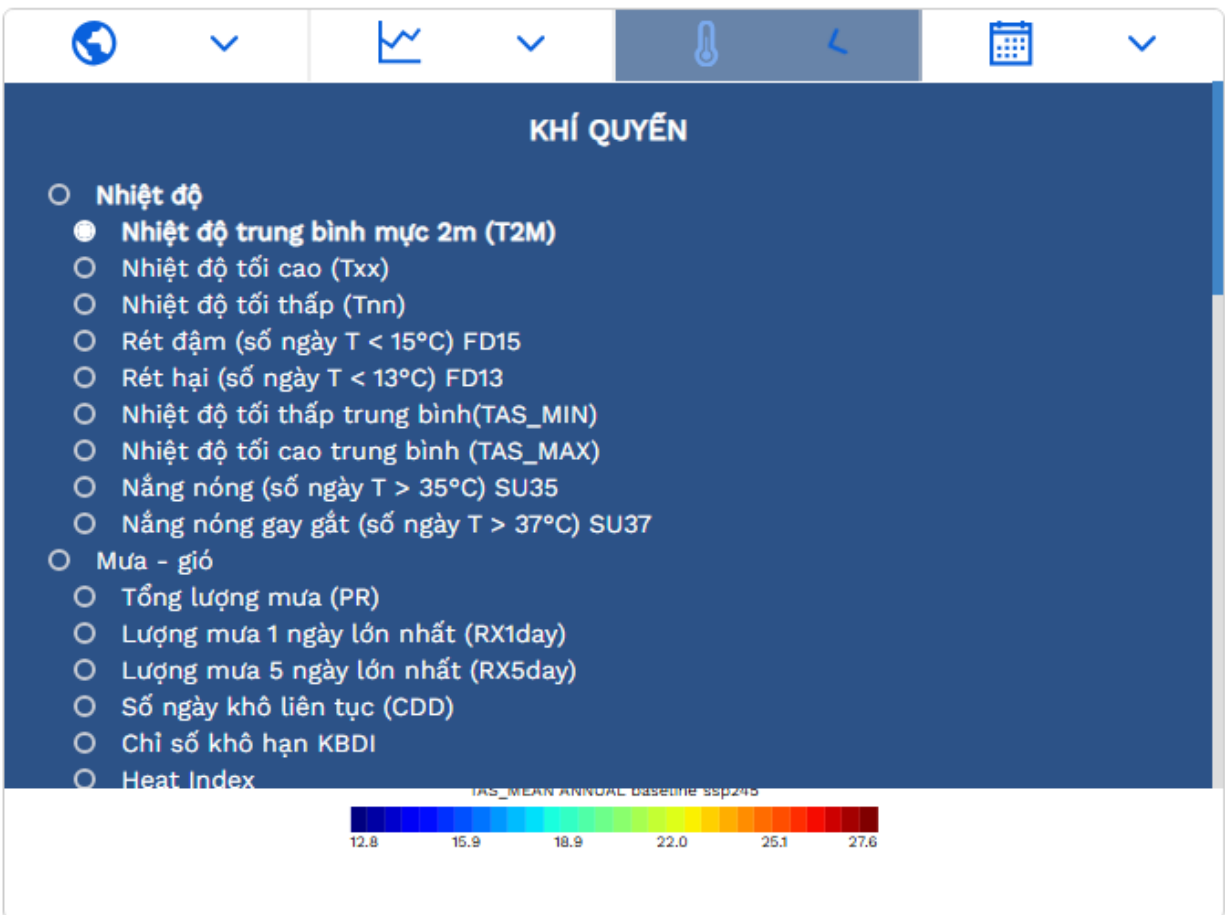 KHÍ QUYỂN
Nhiệt độ
Nhiệt độ trung bình mực 2m (T2M)
Nhiệt độ tối cao (Txx)
Nhiệt độ tối thấp (Tnn)
Rét đậm (số ngày T < 15°C) FD15
Rét hại (số ngày T < 13°C) FD13
Nhiệt độ tối thấp trung bình(TAS_MIN)
Nhiệt độ tối cao trung bình (TAS_MAX)
Nắng nóng (số ngày T > 35°C) SU35
Nắng nóng gay gắt (số ngày T > 37°C) SU37
Mưa - gió
Tổng lượng mưa (PR)
Lượng mưa 1 ngày lớn nhất (RX1day)
Lượng mưa 5 ngày lớn nhất (RX5day)
Số ngày khô liên tục (CDD)
Chỉ số khô hạn KBDI
Heat Index
TAS_MEAN ANNUAL baseline ssp245
12.8 15.9 18.9 22.0 25.1 27.6